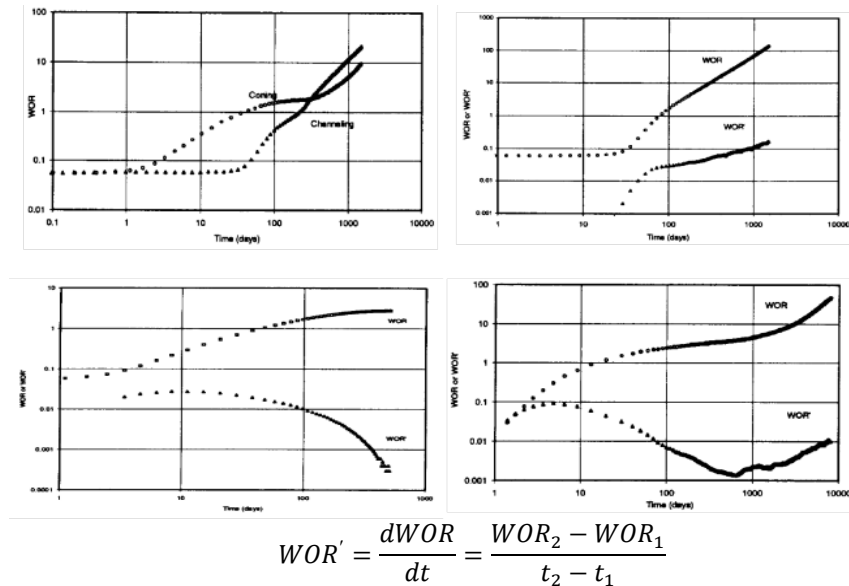 100
10
1
0.1
0.01
WOR
Coning
Channeling
0.1 1 10 100 1000 10000
Time (days)
1000
100
10
1
0.1
0.01
0.001
WOR or WOR'
WOR
WOR'
1 10 100 1000 10000
Time (days)
10
1
0.1
0.01
0.001
0.0001
WOR or WOR'
WOR
WOR'
1 10 100 1000
Time (days)
100
10
1
0.1
0.01
0.001
WOR or WOR'
WOR
WOR'
1 10 100 1000 10000
Time (days)
WOR' = dWOR/dt = (WOR₂ − WOR₁)/(t₂ − t₁)